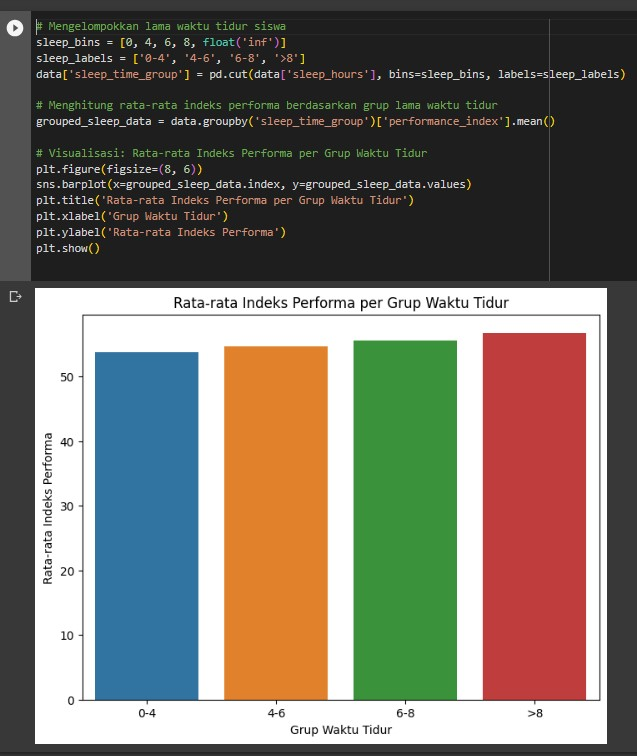 # Mengelompokkan lama waktu tidur siswa
sleep_bins = [0, 4, 6, 8, float('inf')]
sleep_labels = ['0-4', '4-6', '6-8', '>8']
data['sleep_time_group'] = pd.cut(data['sleep_hours'], bins=sleep_bins, labels=sleep_labels)
# Menghitung rata-rata indeks performa berdasarkan grup lama waktu tidur
grouped_sleep_data = data.groupby('sleep_time_group')['performance_index'].mean()
# Visualisasi: Rata-rata Indeks Performa per Grup Waktu Tidur
plt.figure(figsize=(8, 6))
sns.barplot(x=grouped_sleep_data.index, y=grouped_sleep_data.values)
plt.title('Rata-rata Indeks Performa per Grup Waktu Tidur')
plt.xlabel('Grup Waktu Tidur')
plt.ylabel('Rata-rata Indeks Performa')
plt.show()
Rata-rata Indeks Performa per Grup Waktu Tidur
Rata-rata Indeks Performa
50
40
30
20
10
0
0-4 4-6 6-8 >8
Grup Waktu Tidur